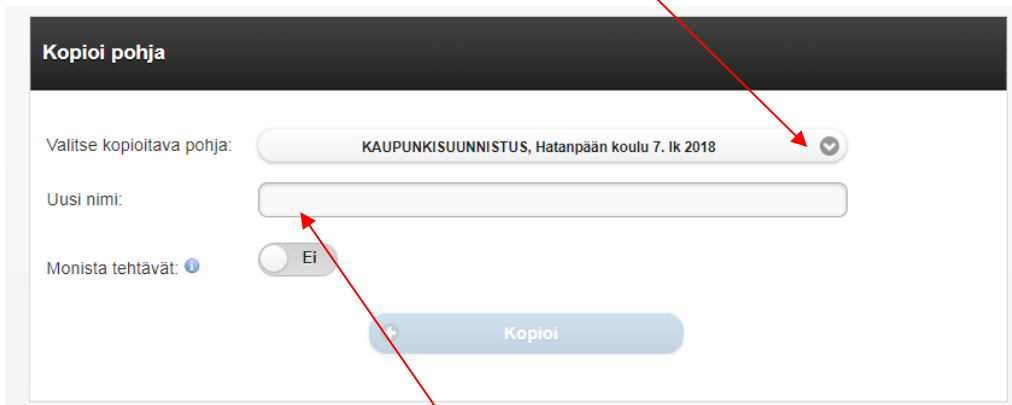 Kopioi pohja
Valitse kopioitava pohja:
KAUPUNKISUUNNISTUS, Hatanpään koulu 7. lk 2018
Uusi nimi:
Monista tehtävät:
Ei
Kopioi